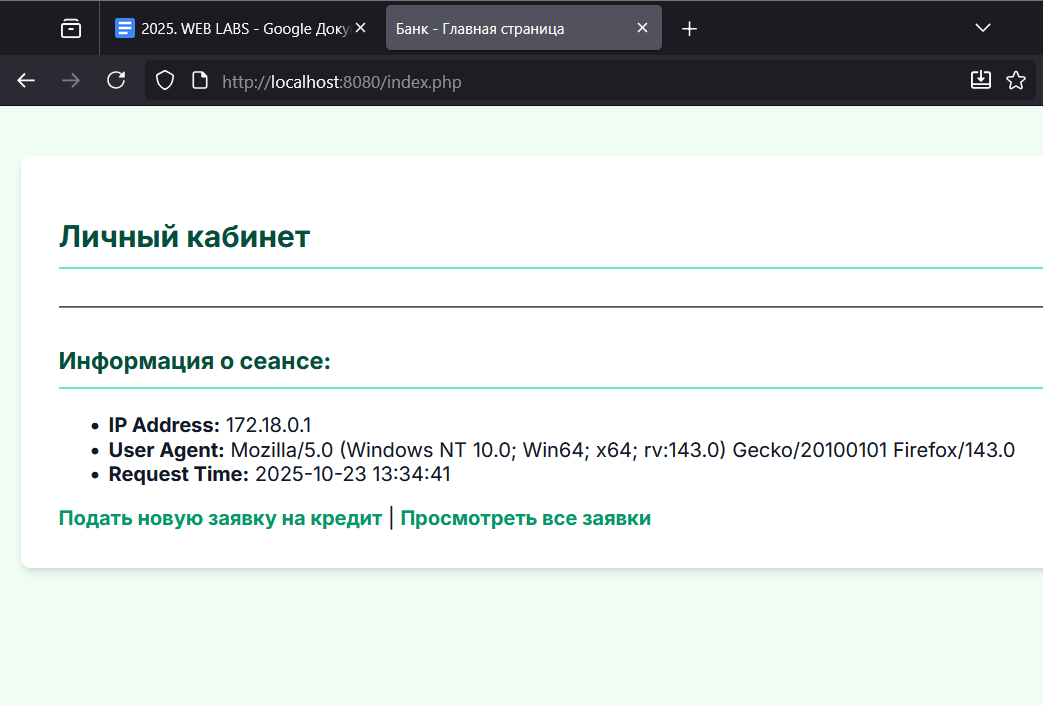 2025. WEB LABS - Google Доку
Банк - Главная страница
http://localhost:8080/index.php
Личный кабинет
Информация о сеансе:
• IP Address: 172.18.0.1
• User Agent: Mozilla/5.0 (Windows NT 10.0; Win64; x64; rv:143.0) Gecko/20100101 Firefox/143.0
• Request Time: 2025-10-23 13:34:41
Подать новую заявку на кредит | Просмотреть все заявки